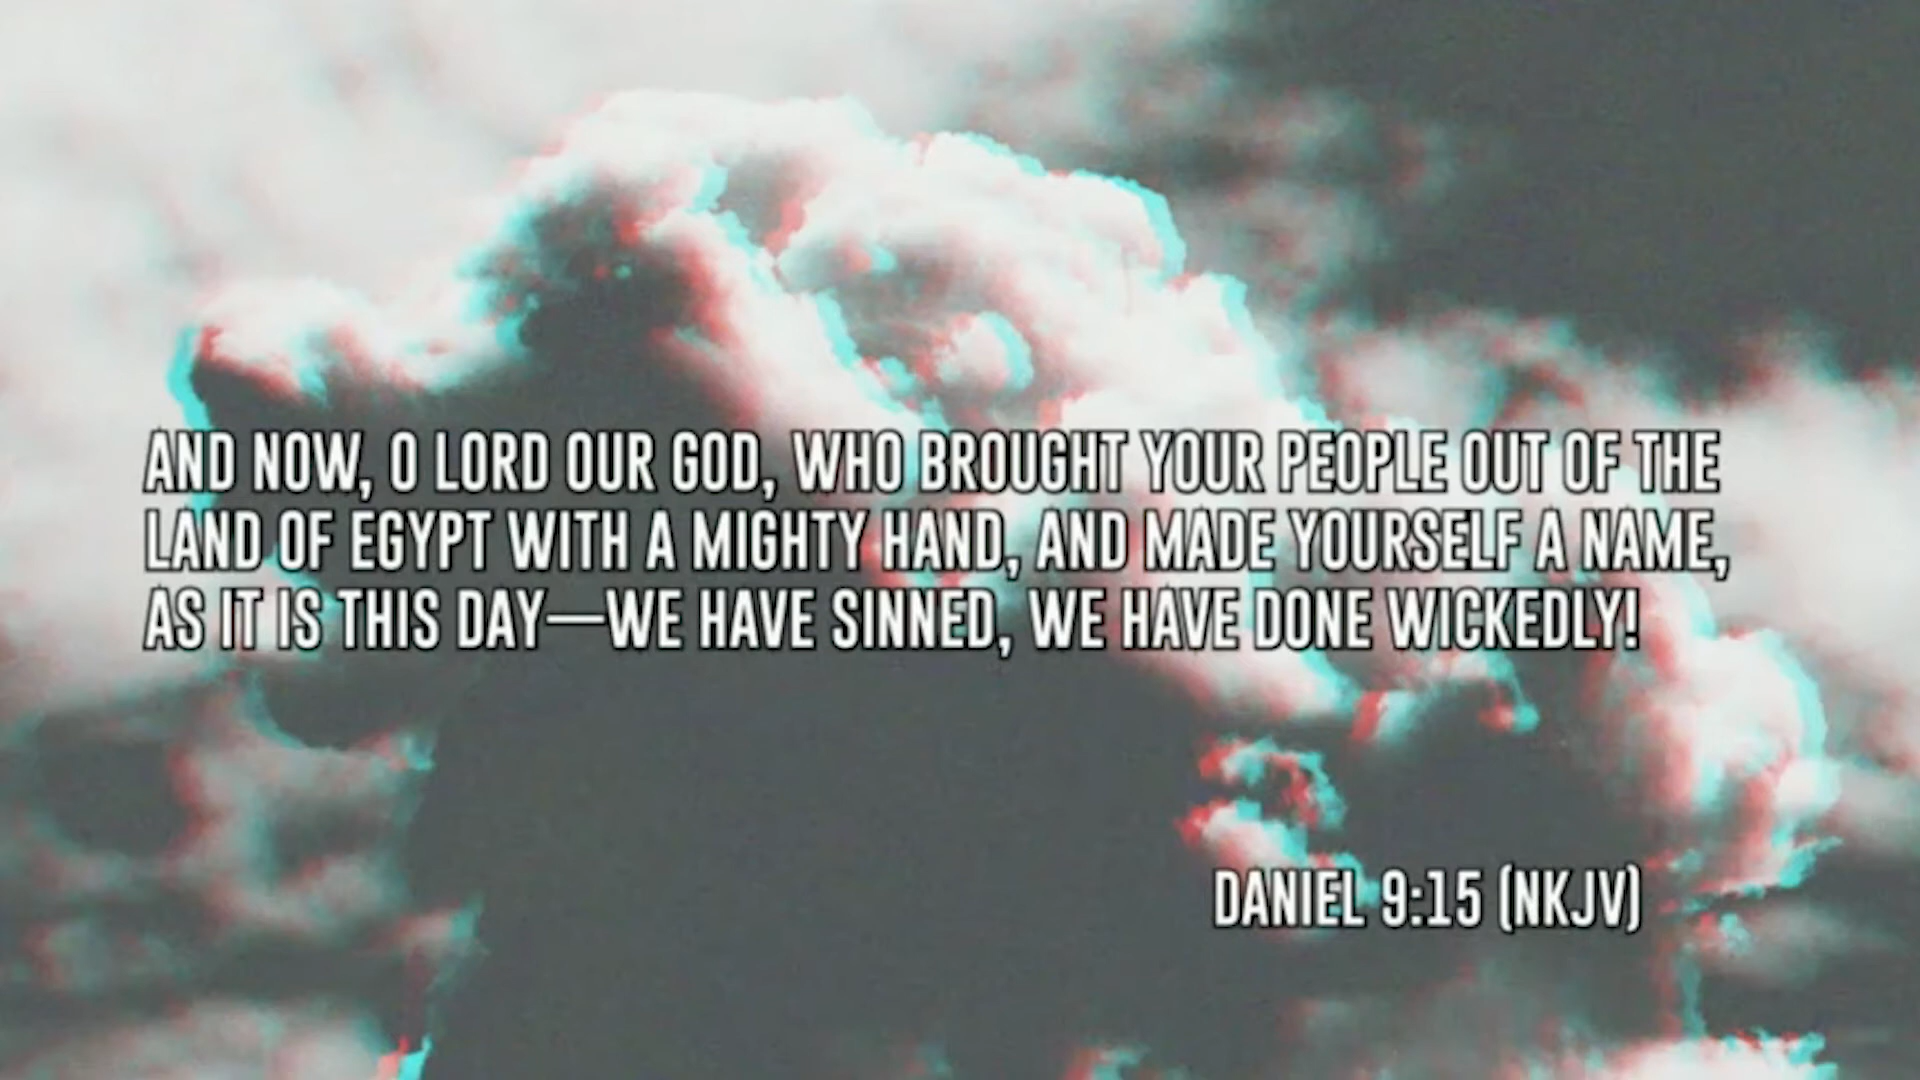 AND NOW, O LORD OUR GOD, WHO BROUGHT YOUR PEOPLE OUT OF THE
LAND OF EGYPT WITH A MIGHTY HAND, AND MADE YOURSELF A NAME,
AS IT IS THIS DAY—WE HAVE SINNED, WE HAVE DONE WICKEDLY!
DANIEL 9:15 (NKJV)